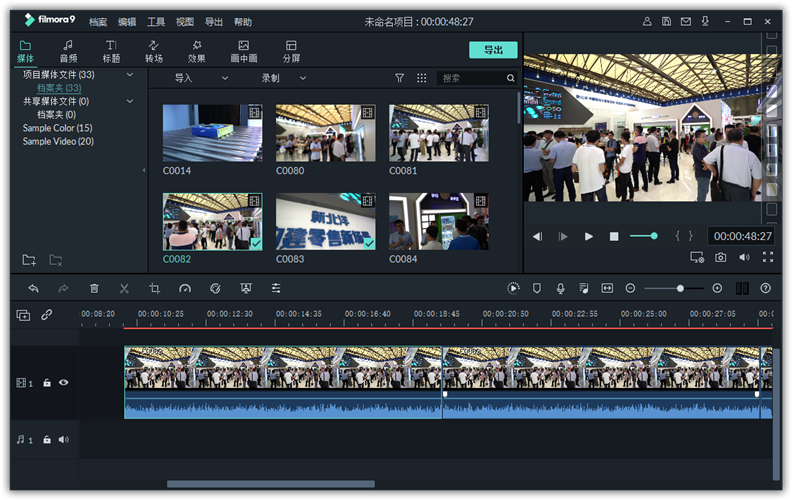 filmora 9
档案 编辑 工具 视图 导出 帮助
未命名项目 : 00:00:48:27
媒体 音频 标题 转场 效果 画中画 分屏
导出
项目媒体文件 (33)
档案夹 (33)
共享媒体文件 (0)
档案夹 (0)
Sample Color (15)
Sample Video (20)
导入 录制 搜索
C0014 C0080 C0081
C0082 C0083 C0084
00:00:48:27
00:08:20 00:00:10:25 00:00:12:30 00:00:14:35 00:00:16:40 00:00:18:45 00:00:20:50 00:00:22:55 00:00:25:00 00:00:27:05
1
1